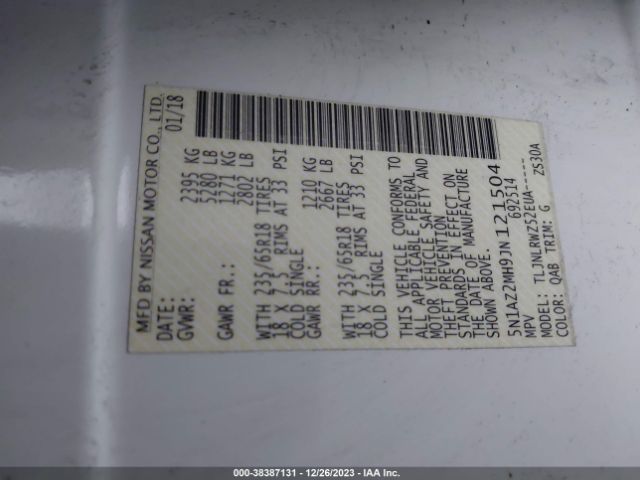 MFD BY NISSAN MOTOR CO., LTD.
DATE: 01/18
GVWR: 2395 KG
5280 LB
GAWR FR.: 1271 KG
2802 LB
WITH 235/65R18 TIRES
18 X 7.5 RIMS AT 33 PSI
COLD SINGLE
GAWR RR.: 1210 KG
2667 LB
WITH 235/65R18 TIRES
18 X 7.5 RIMS AT 33 PSI
COLD SINGLE
THIS VEHICLE CONFORMS TO
ALL APPLICABLE FEDERAL
MOTOR VEHICLE SAFETY AND
THEFT PREVENTION
STANDARDS IN EFFECT ON
THE DATE OF MANUFACTURE
SHOWN ABOVE.
5N1AZ2MH9JN121504
MPV 692514
MODEL: TLJNLRWZ52EUA-----
COLOR: QAB TRIM: G ZS30A
000-38387131 - 12/26/2023 - IAA Inc.